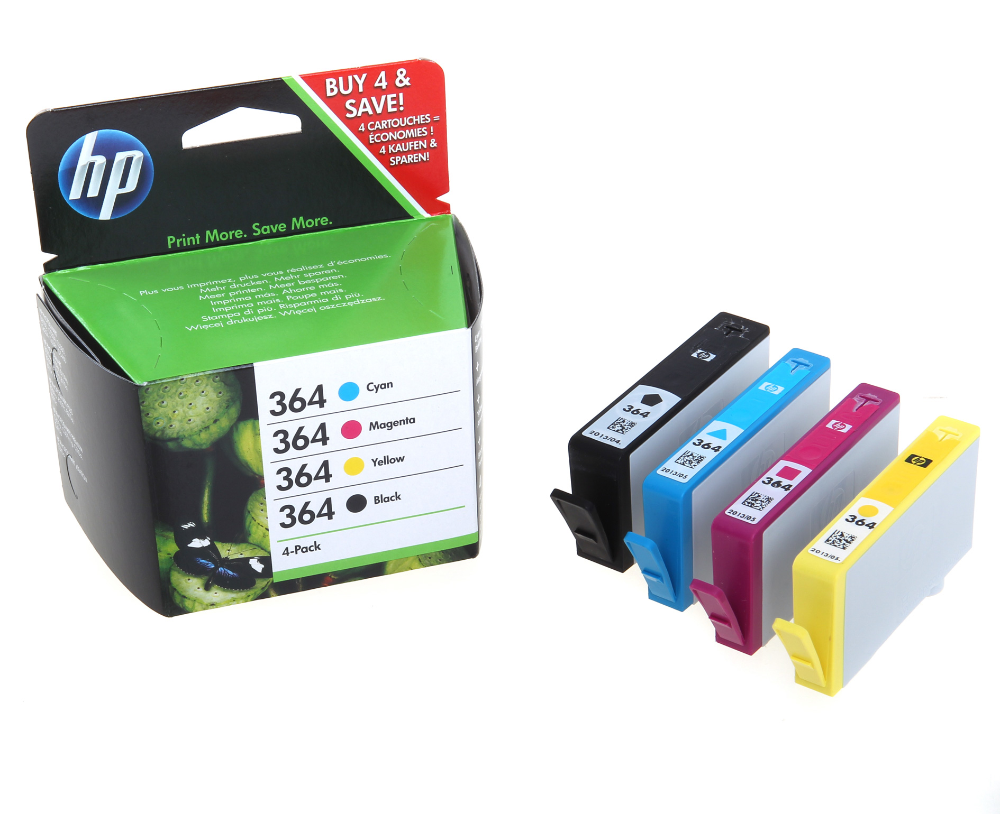 hp
BUY 4 &
SAVE!
4 CARTOUCHES =
ÉCONOMIES !
4 KAUFEN &
SPAREN!
Print More. Save More.
Plus vous imprimez, plus vous réalisez d'économies.
Mehr drucken. Mehr sparen.
Meer printen. Meer besparen.
Imprima más. Ahorre más.
Imprima mais. Poupe mais.
Stampa di più. Risparmia di più.
Więcej drukujesz. Więcej oszczędzasz.
364 Cyan
364 Magenta
364 Yellow
364 Black
4-Pack
hp
364
2013/04.
hp
364
2013/05
hp
364
2013/05
hp
364
2013/05.